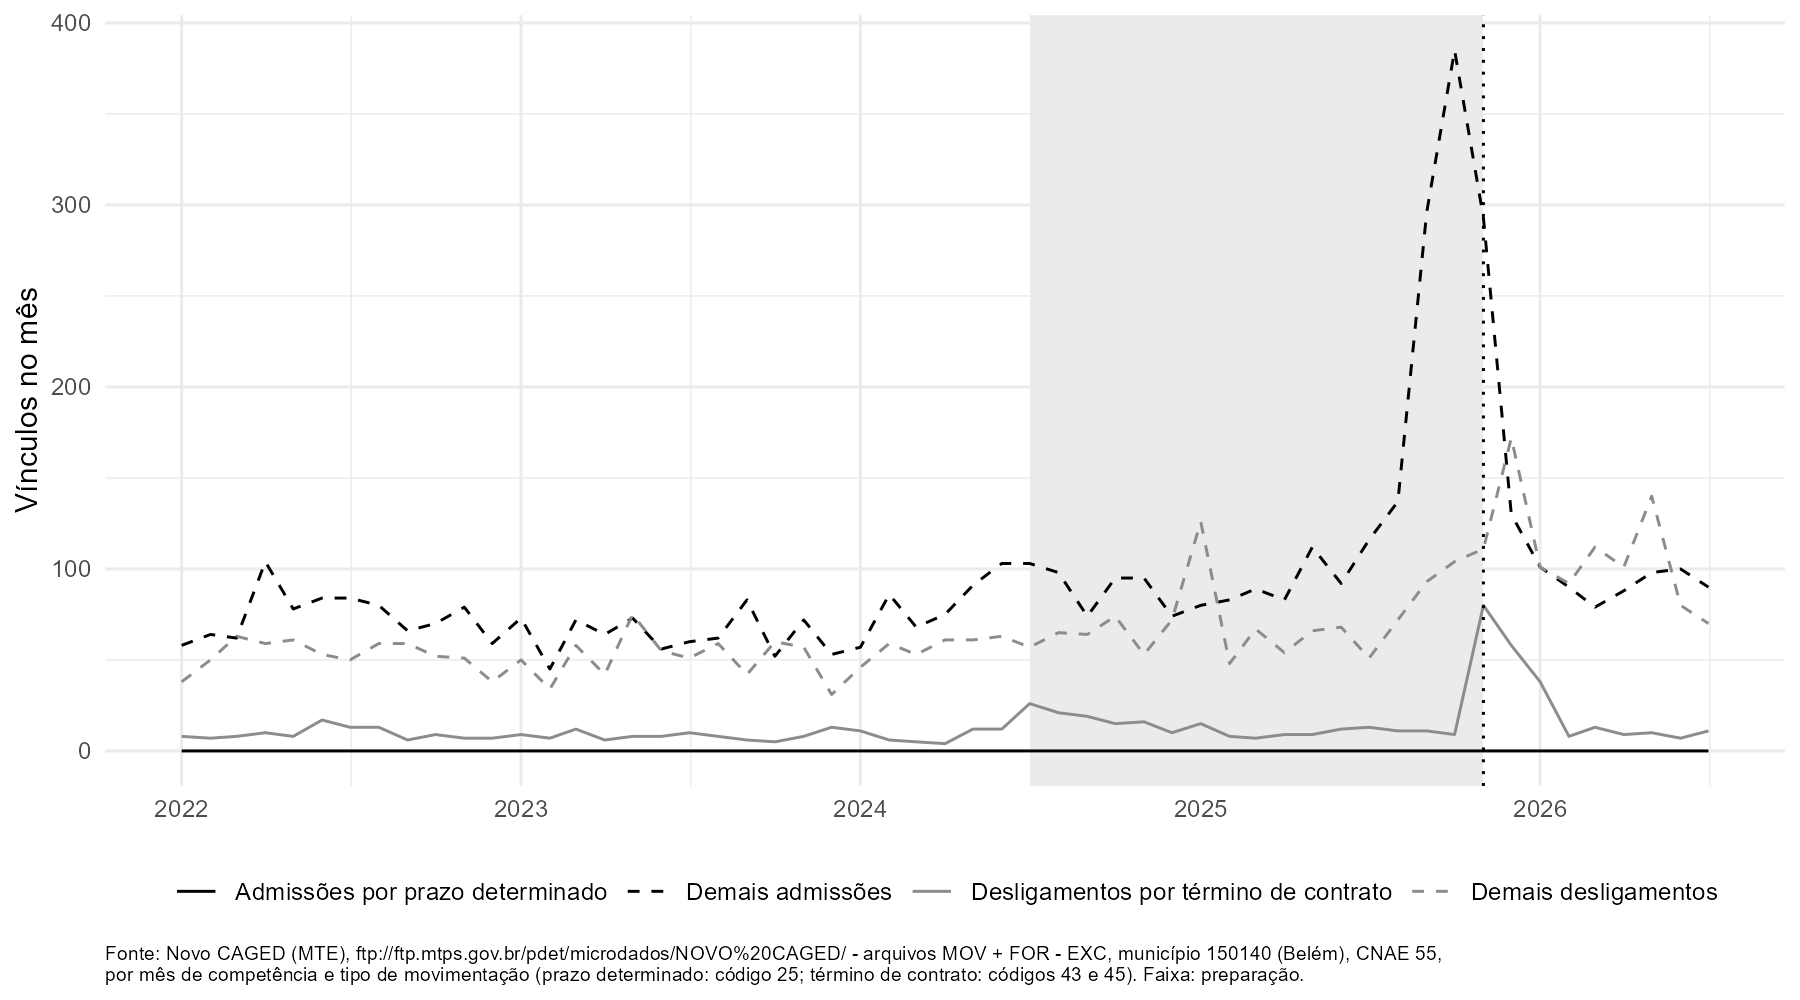 400
300
200
100
0
Vínculos no mês
2022 2023 2024 2025 2026
Admissões por prazo determinado Demais admissões Desligamentos por término de contrato Demais desligamentos
Fonte: Novo CAGED (MTE), ftp://ftp.mtps.gov.br/pdet/microdados/NOVO%20CAGED/ - arquivos MOV + FOR - EXC, município 150140 (Belém), CNAE 55,
por mês de competência e tipo de movimentação (prazo determinado: código 25; término de contrato: códigos 43 e 45). Faixa: preparação.